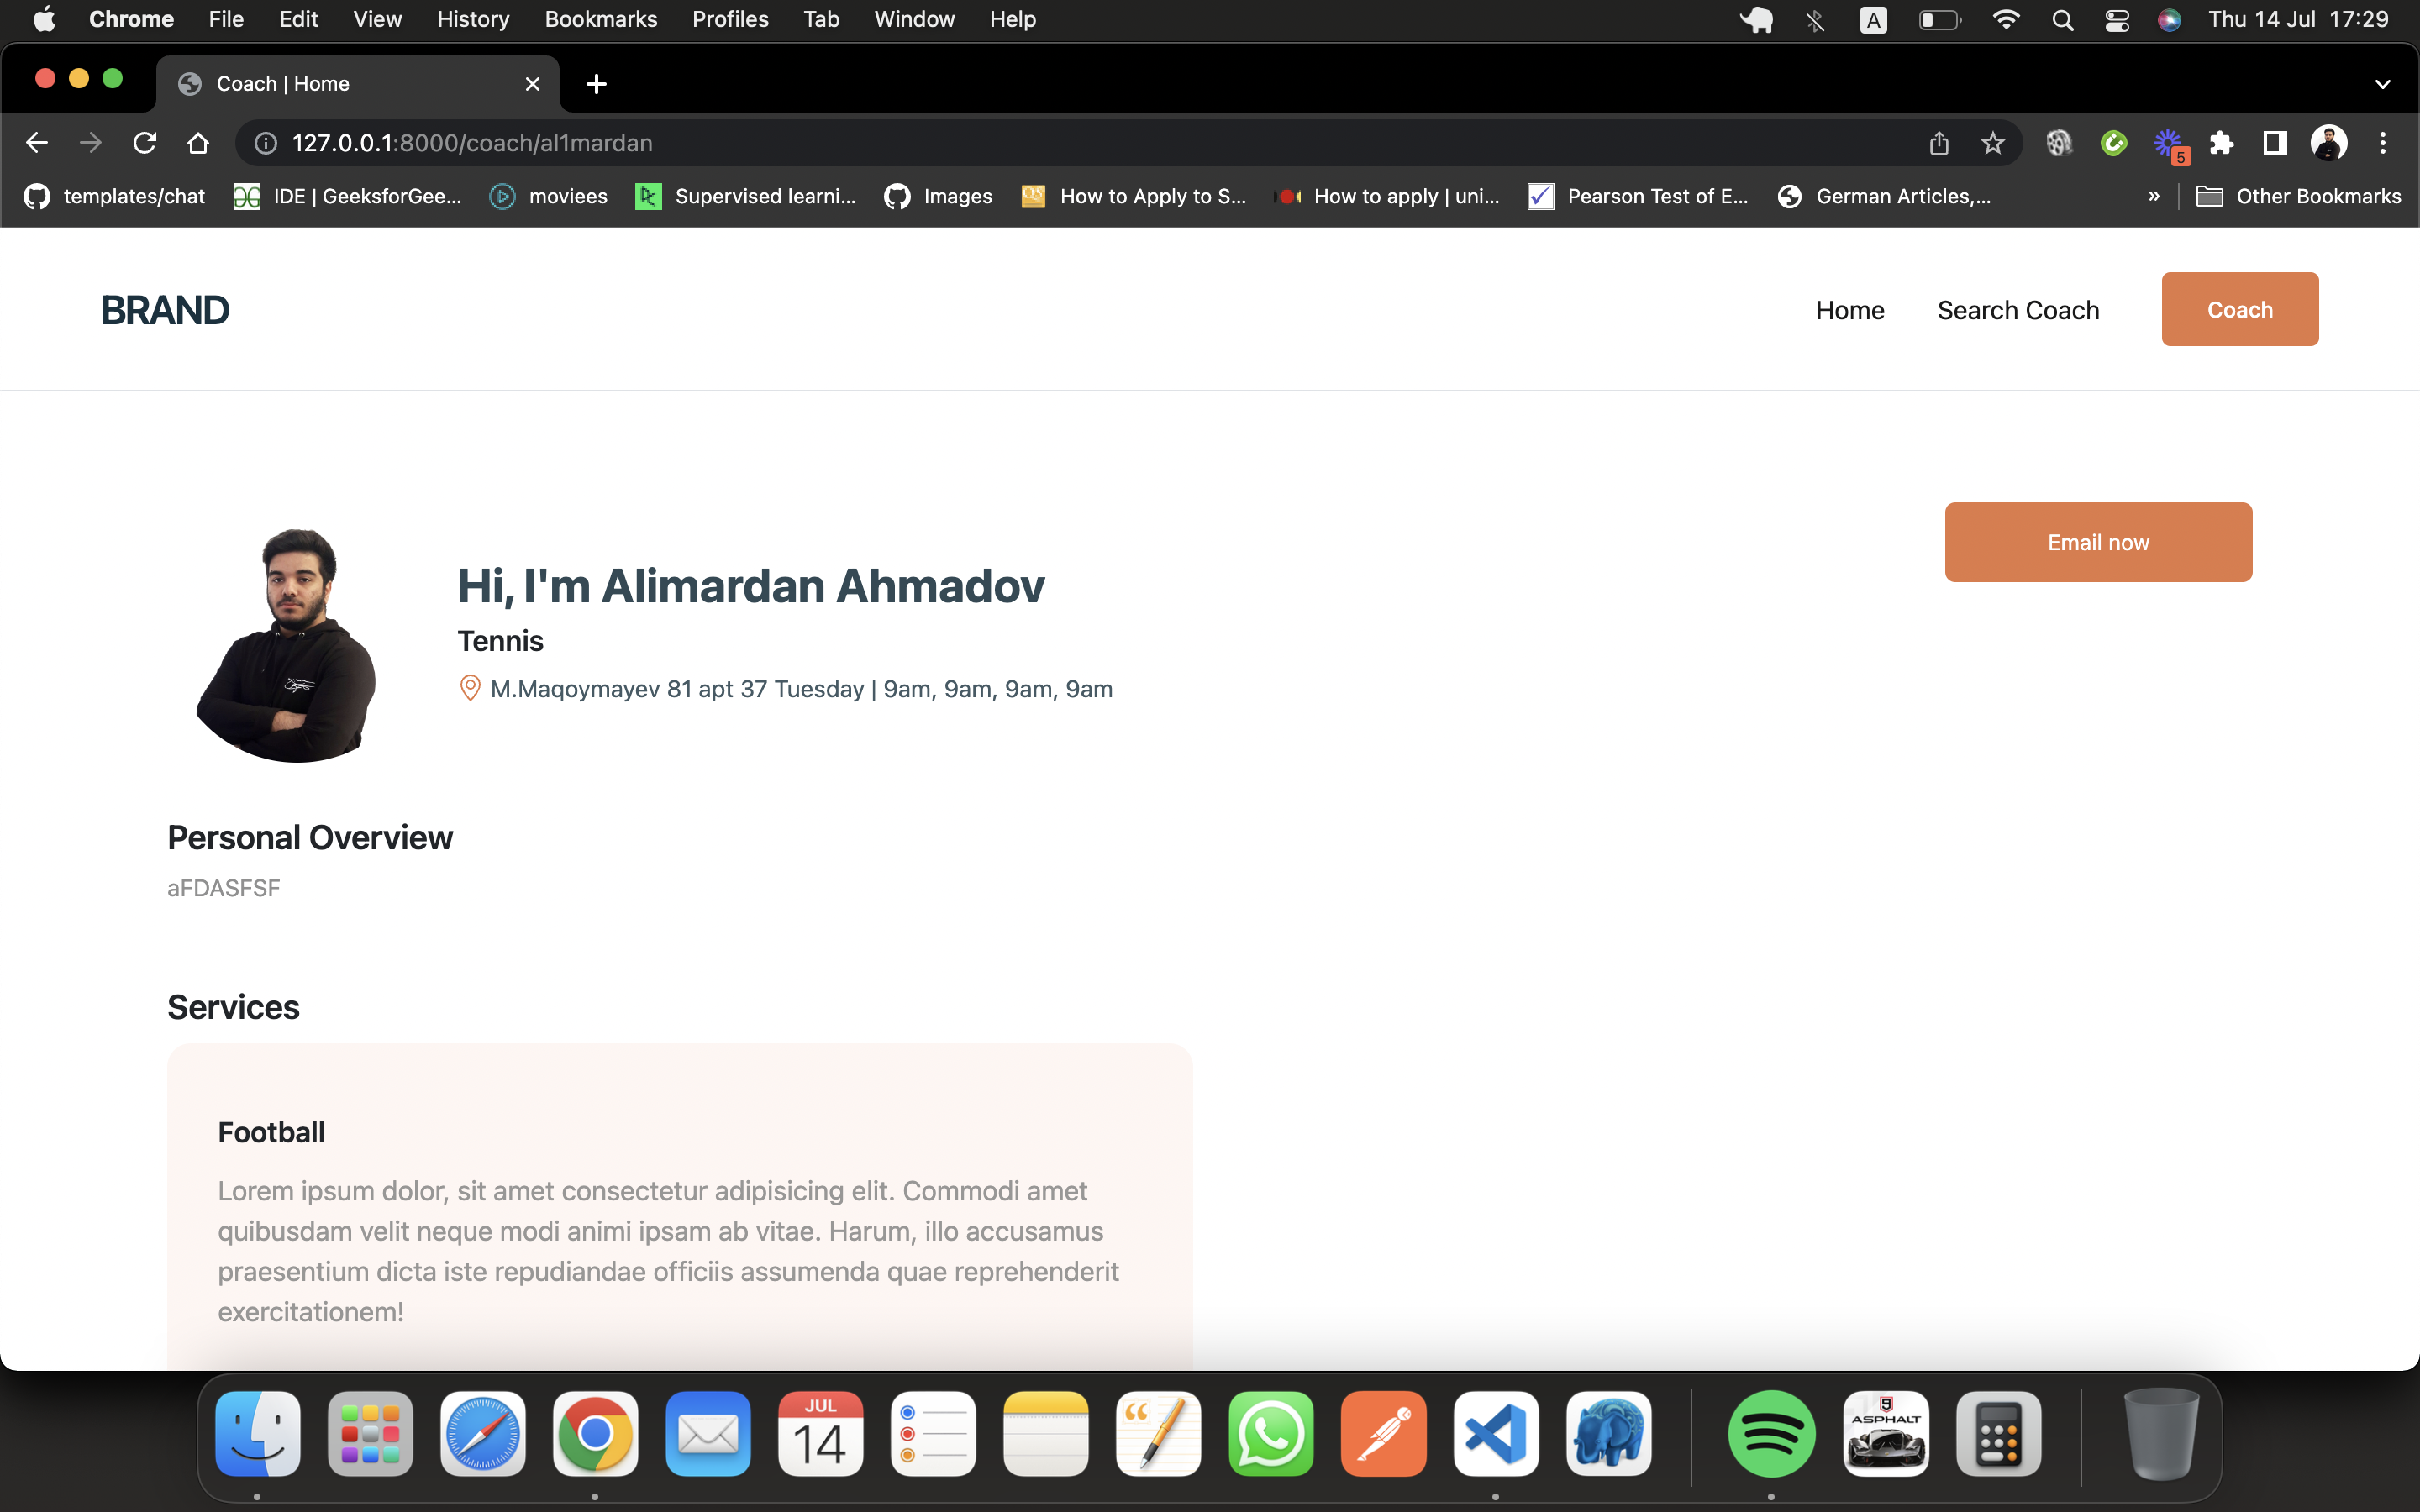 Chrome File Edit View History Bookmarks Profiles Tab Window Help A Thu 14 Jul 17:29
Coach | Home
127.0.0.1:8000/coach/al1mardan 5
templates/chat IDE | GeeksforGee... moviees Supervised learni... Images QS How to Apply to S... How to apply | uni... Pearson Test of E... German Articles,... » Other Bookmarks
BRAND Home Search Coach Coach
Email now
Hi, I'm Alimardan Ahmadov
Tennis
M.Maqoymayev 81 apt 37 Tuesday | 9am, 9am, 9am, 9am
Personal Overview
aFDASFSF
Services
Football
Lorem ipsum dolor, sit amet consectetur adipisicing elit. Commodi amet
quibusdam velit neque modi animi ipsam ab vitae. Harum, illo accusamus
praesentium dicta iste repudiandae officiis assumenda quae reprehenderit
exercitationem!
JUL
14
9
ASPHALT